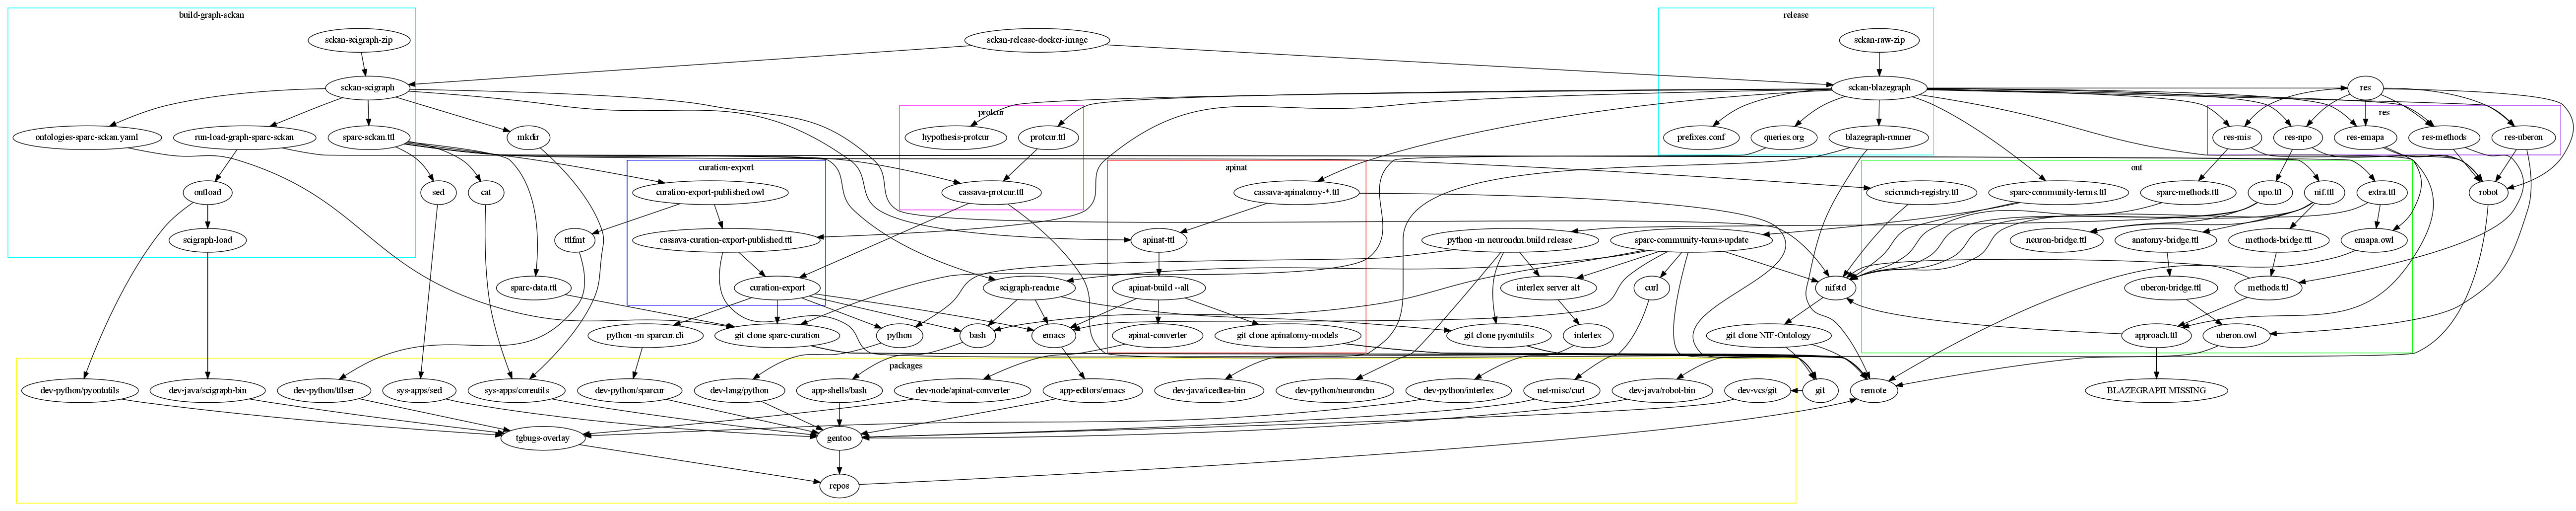 build-graph-sckan
release
sckan-scigraph-zip
sckan-release-docker-image
sckan-raw-zip
sckan-scigraph
sckan-blazegraph
res
protcur
res
ontologies-sparc-sckan.yaml
run-load-graph-sparc-sckan
sparc-sckan.ttl
mkdir
hypothesis-protcur
protcur.ttl
prefixes.conf
queries.org
blazegraph-runner
res-mis
res-npo
res-emapa
res-methods
res-uberon
curation-export
apinat
ont
ontload
sed
cat
curation-export-published.owl
cassava-protcur.ttl
cassava-apinatomy-*.ttl
scicrunch-registry.ttl
sparc-community-terms.ttl
sparc-methods.ttl
npo.ttl
nif.ttl
extra.ttl
robot
scigraph-load
ttlfmt
cassava-curation-export-published.ttl
apinat-ttl
python -m neurondm.build release
sparc-community-terms-update
neuron-bridge.ttl
anatomy-bridge.ttl
methods-bridge.ttl
emapa.owl
sparc-data.ttl
curation-export
scigraph-readme
apinat-build --all
interlex server alt
curl
nifstd
uberon-bridge.ttl
methods.ttl
python -m sparcur.cli
git clone sparc-curation
python
bash
emacs
apinat-converter
git clone apinatomy-models
git clone pyontutils
interlex
git clone NIF-Ontology
approach.ttl
uberon.owl
packages
dev-python/pyontutils
dev-java/scigraph-bin
dev-python/ttlser
sys-apps/sed
sys-apps/coreutils
dev-python/sparcur
dev-lang/python
app-shells/bash
dev-node/apinat-converter
app-editors/emacs
dev-java/icedtea-bin
dev-python/neurondm
dev-python/interlex
net-misc/curl
dev-java/robot-bin
dev-vcs/git
git
remote
BLAZEGRAPH MISSING
tgbugs-overlay
gentoo
repos